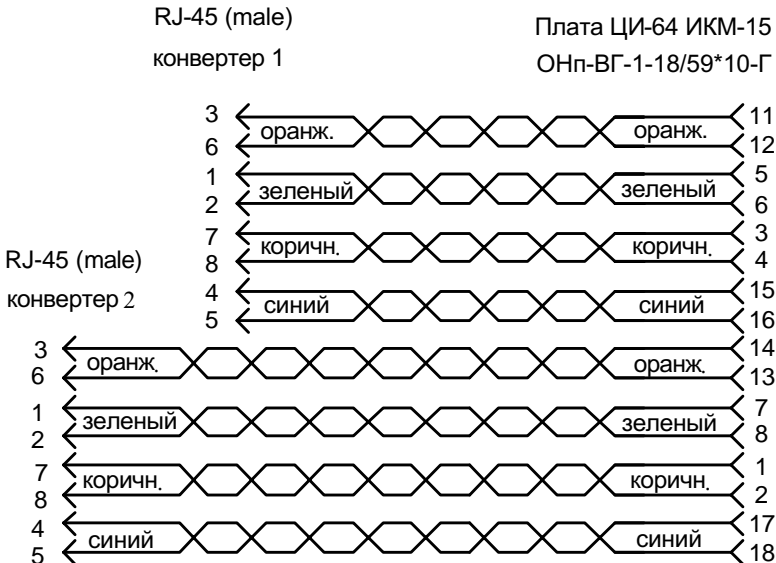 RJ-45 (male)
конвертер 1
Плата ЦИ-64 ИКМ-15
ОНп-ВГ-1-18/59*10-Г
3 оранж. оранж. 11
6 12
1 зеленый зеленый 5
2 6
7 коричн. коричн. 3
8 4
4 синий синий 15
5 16
RJ-45 (male)
конвертер 2
3 оранж. оранж. 14
6 13
1 зеленый зеленый 7
2 8
7 коричн. коричн. 1
8 2
4 синий синий 17
5 18